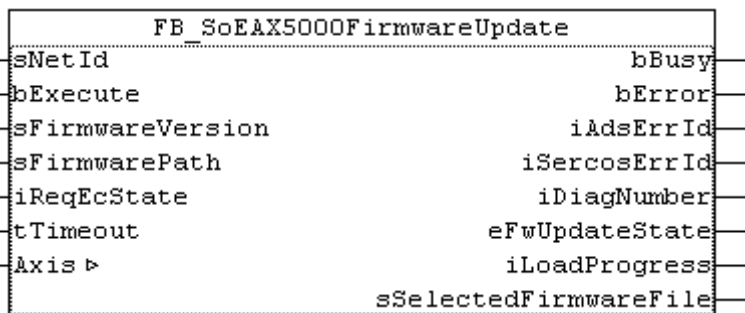 FB_SoEAX5000FirmwareUpdate
sNetId bBusy
bExecute bError
sFirmwareVersion iAdsErrId
sFirmwarePath iSercosErrId
iReqEcState iDiagNumber
tTimeout eFwUpdateState
Axis ▷ iLoadProgress
sSelectedFirmwareFile